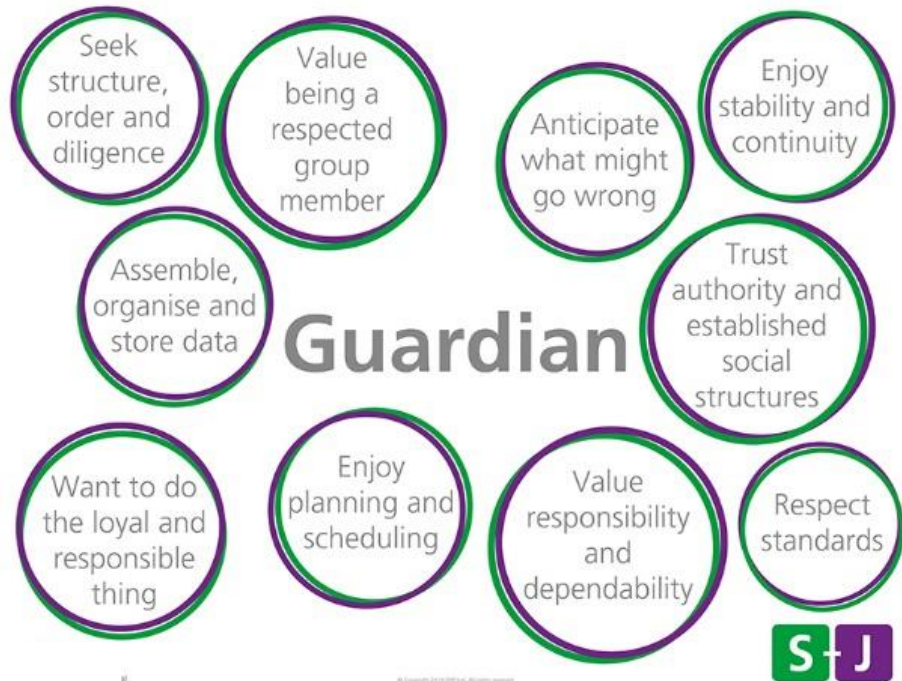 Seek
structure,
order and
diligence
Value
being a
respected
group
member
Anticipate
what might
go wrong
Enjoy
stability and
continuity
Assemble,
organise and
store data
Guardian
Trust
authority and
established
social
structures
Want to do
the loyal and
responsible
thing
Enjoy
planning and
scheduling
Value
responsibility
and
dependability
Respect
standards
S-J